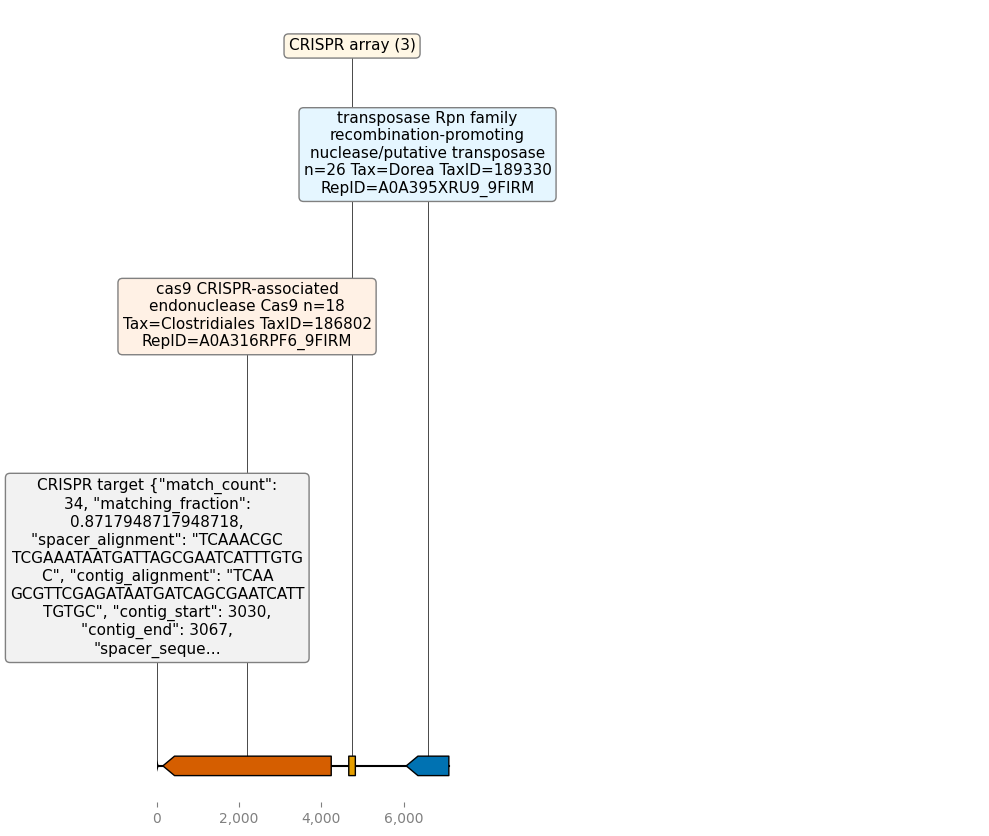 CRISPR array (3)
transposase Rpn family
recombination-promoting
nuclease/putative transposase
n=26 Tax=Dorea TaxID=189330
RepID=A0A395XRU9_9FIRM
cas9 CRISPR-associated
endonuclease Cas9 n=18
Tax=Clostridiales TaxID=186802
RepID=A0A316RPF6_9FIRM
CRISPR target {"match_count":
34, "matching_fraction":
0.8717948717948718,
"spacer_alignment": "TCAAACGC
TCGAAATAATGATTAGCGAATCATTTGTG
C", "contig_alignment": "TCAA
GCGTTCGAGATAATGATCAGCGAATCATT
TGTGC", "contig_start": 3030,
"contig_end": 3067,
"spacer_seque...
0 2,000 4,000 6,000